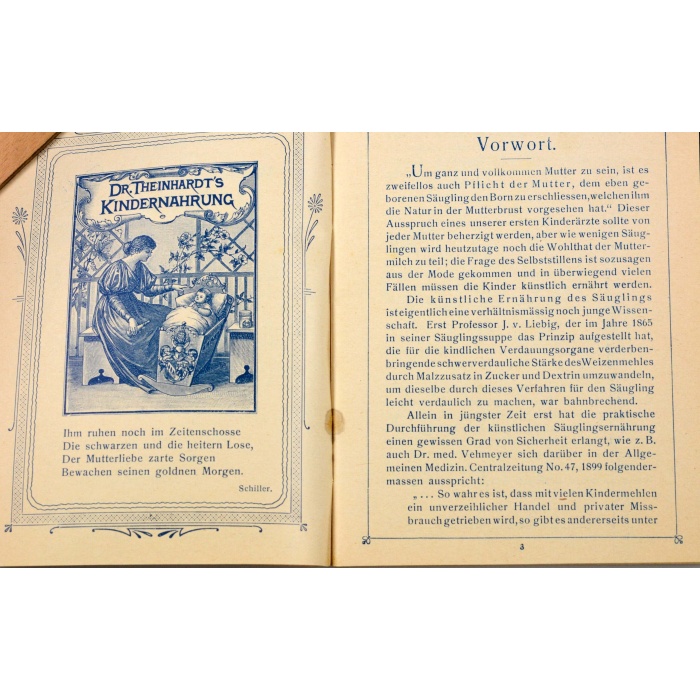 DR. THEINHARDT'S
KINDERNAHRUNG
Ihm ruhen noch im Zeitenschosse
Die schwarzen und die heitern Lose,
Der Mutterliebe zarte Sorgen
Bewachen seinen goldnen Morgen.
Schiller.
Vorwort.
„Um ganz und vollkommen Mutter zu sein, ist es
zweifellos auch Pflicht der Mutter, dem eben ge-
borenen Säugling den Born zu erschliessen, welchen ihm
die Natur in der Mutterbrust vorgesehen hat.“ Dieser
Ausspruch eines unserer ersten Kinderärzte sollte von
jeder Mutter beherzigt werden, aber wie wenigen Säug-
lingen wird heutzutage noch die Wohlthat der Mutter-
milch zu teil; die Frage des Selbststillens ist sozusagen
aus der Mode gekommen und in überwiegend vielen
Fällen müssen die Kinder künstlich ernährt werden.
Die künstliche Ernährung des Säuglings
ist eigentlich eine verhältnismässig noch junge Wissen-
schaft. Erst Professor J. v. Liebig, der im Jahre 1865
in seiner Säuglingssuppe das Prinzip aufgestellt hat,
die für die kindlichen Verdauungsorgane verderben-
bringende schwerverdauliche Stärke des Weizenmehles
durch Malzzusatz in Zucker und Dextrin umzuwandeln,
um dieselbe durch dieses Verfahren für den Säugling
leicht verdaulich zu machen, war bahnbrechend.
Allein in jüngster Zeit erst hat die praktische
Durchführung der künstlichen Säuglingsernährung
einen gewissen Grad von Sicherheit erlangt, wie z. B.
auch Dr. med. Vehmeyer sich darüber in der Allge-
meinen Medizin. Centralzeitung No. 47, 1899 folgender-
massen ausspricht:
„... So wahr es ist, dass mit vielen Kindermehlen
ein unverzeihlicher Handel und privater Miss-
brauch getrieben wird, so gibt es andererseits unter
3